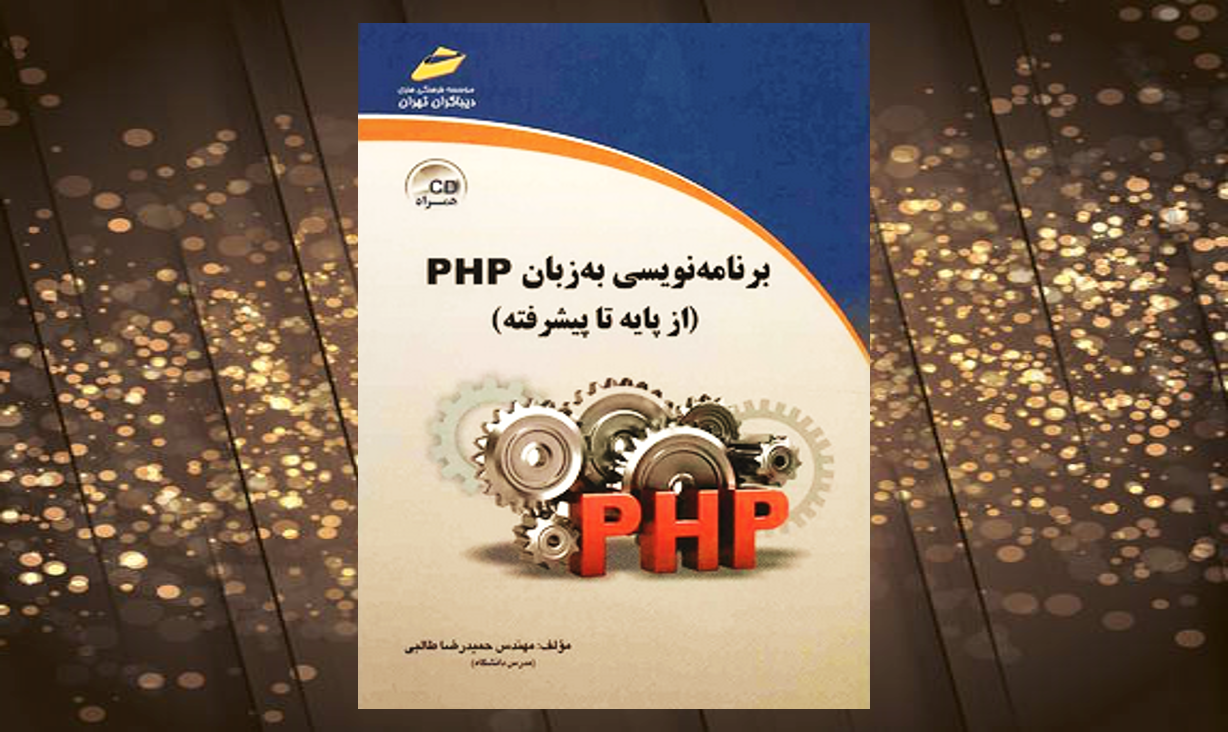 موسسه فرهنگی هنری
دیباگران تهران
CD
همراه
برنامه‌نویسی به‌زبان PHP
(از پایه تا پیشرفته)
PHP
مؤلف: مهندس حمیدرضا طالبی
(مدرس دانشگاه)